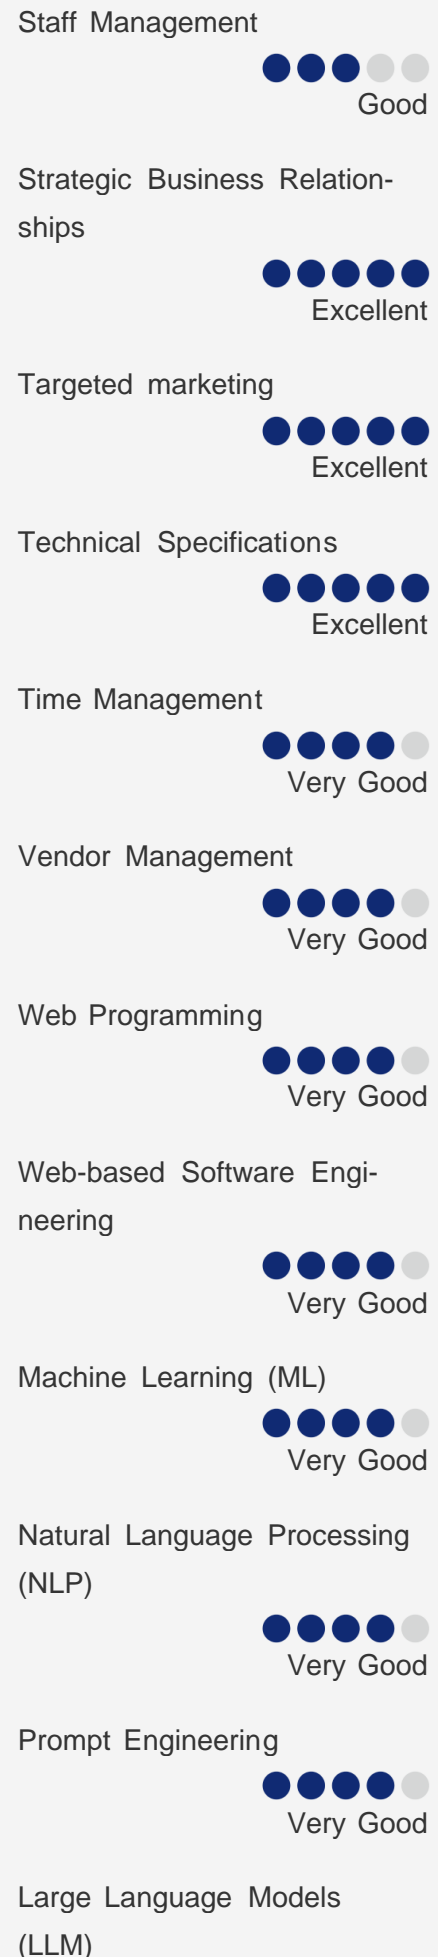 Staff Management
Good
Strategic Business Relation-
ships
Excellent
Targeted marketing
Excellent
Technical Specifications
Excellent
Time Management
Very Good
Vendor Management
Very Good
Web Programming
Very Good
Web-based Software Engi-
neering
Very Good
Machine Learning (ML)
Very Good
Natural Language Processing
(NLP)
Very Good
Prompt Engineering
Very Good
Large Language Models
(LLM)